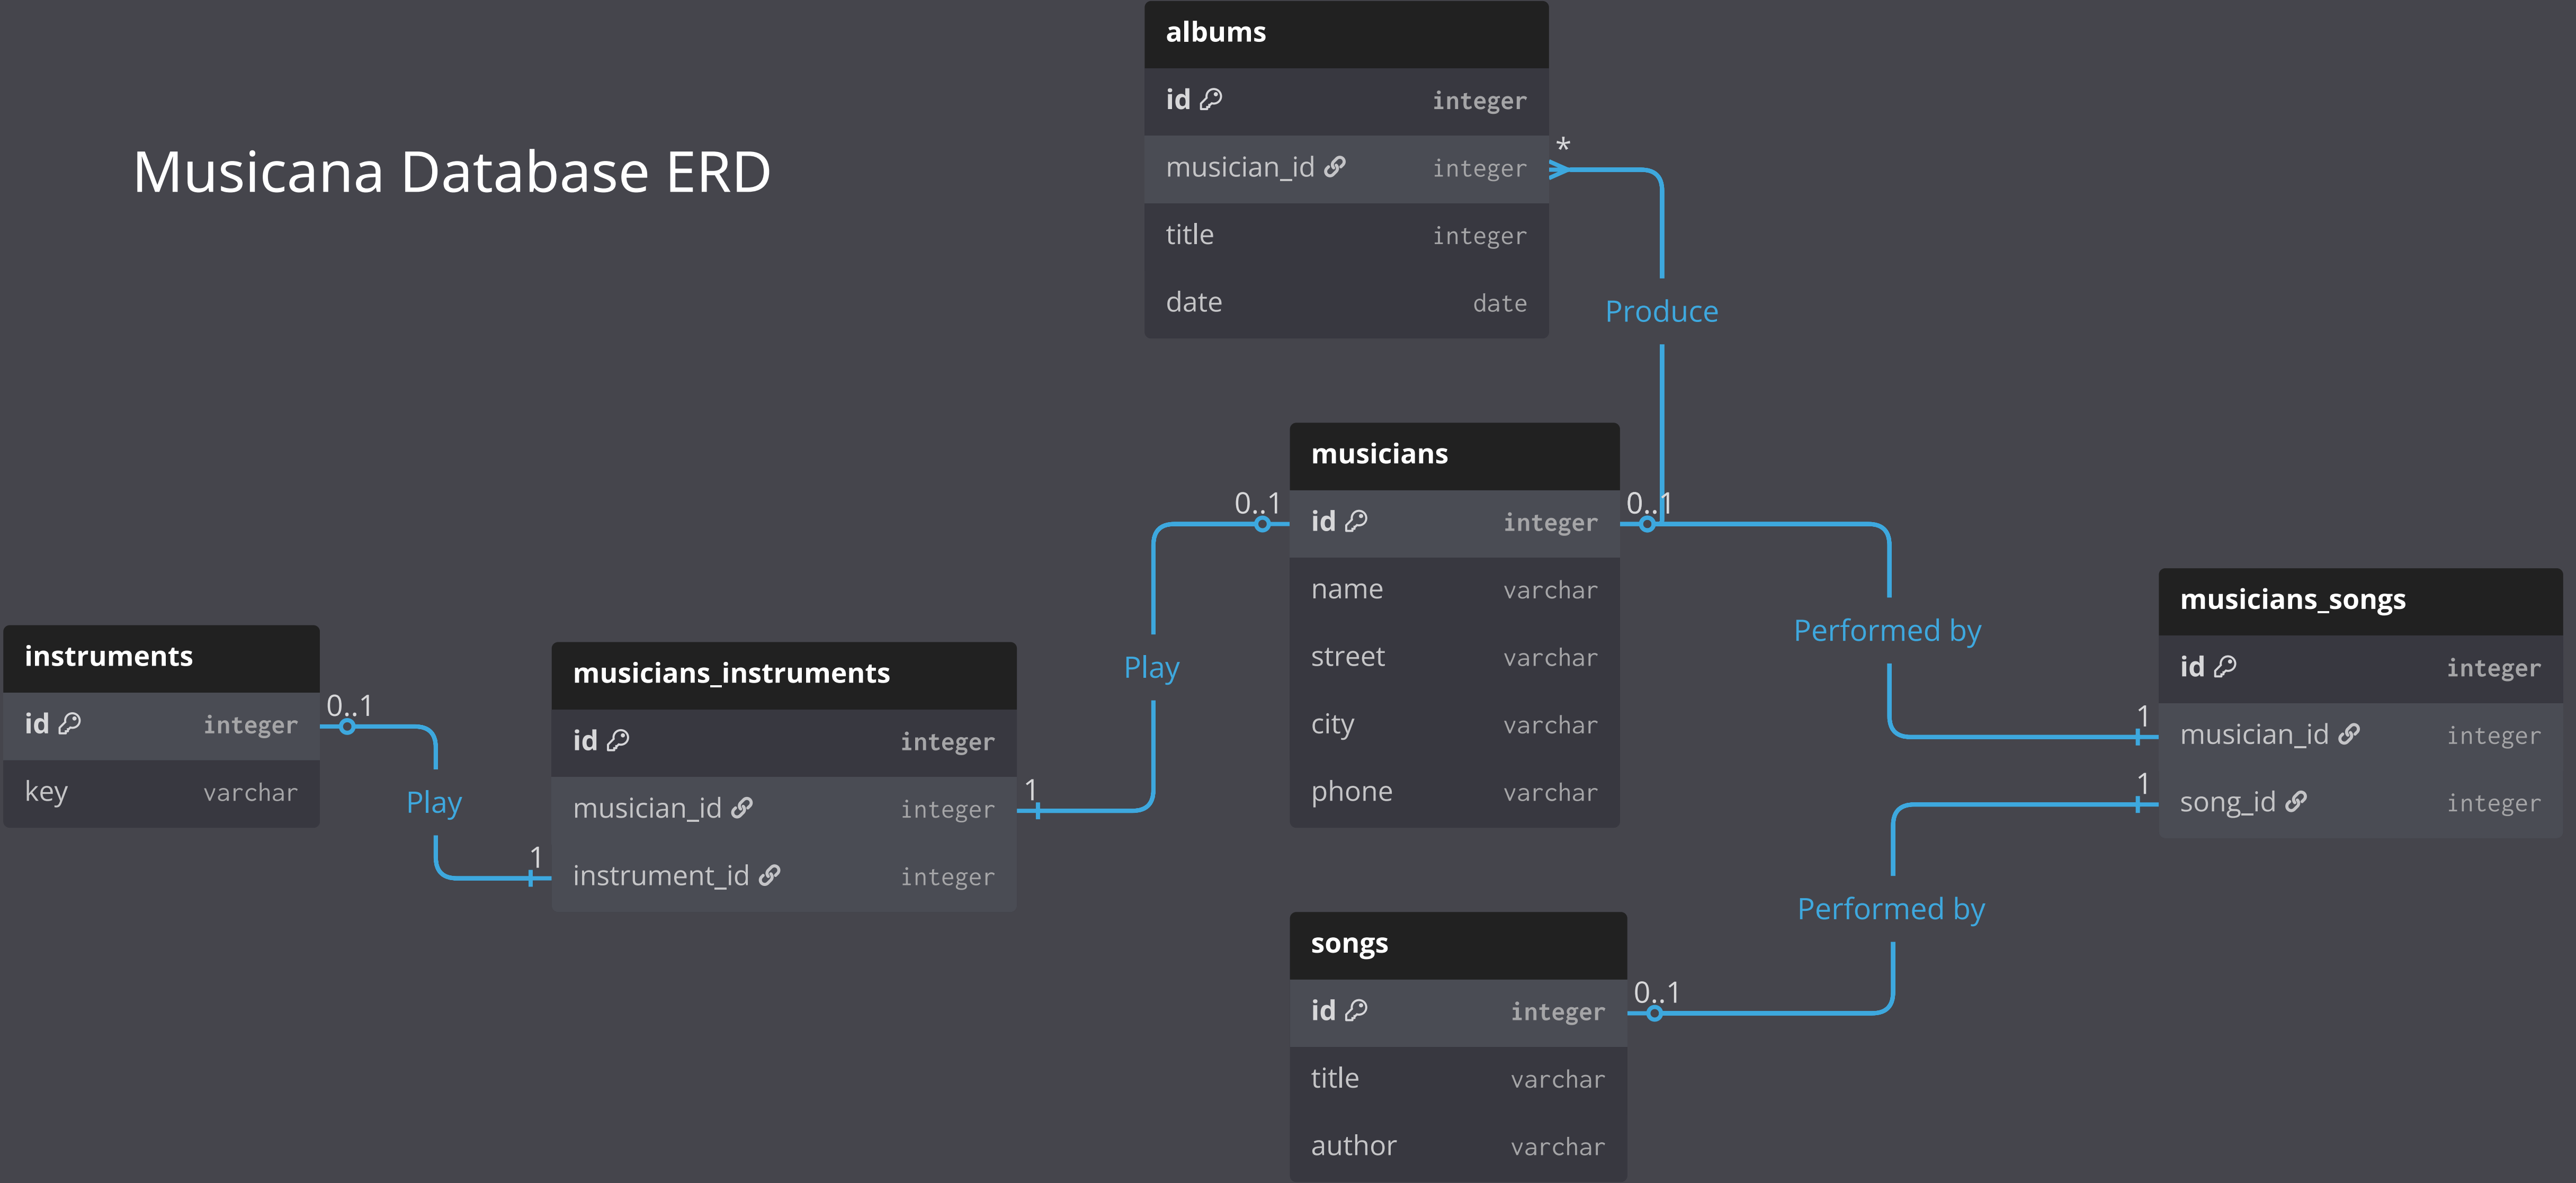 Musicana Database ERD
albums
id integer
musician_id integer
title integer
date date
*
Produce
musicians
0..1
0..1
id integer
name varchar
street varchar
city varchar
phone varchar
Play
1
Performed by
instruments
0..1
id integer
key varchar
Play
1
musicians_instruments
id integer
musician_id integer
instrument_id integer
musicians_songs
id integer
1
musician_id integer
1
song_id integer
Performed by
songs
0..1
id integer
title varchar
author varchar